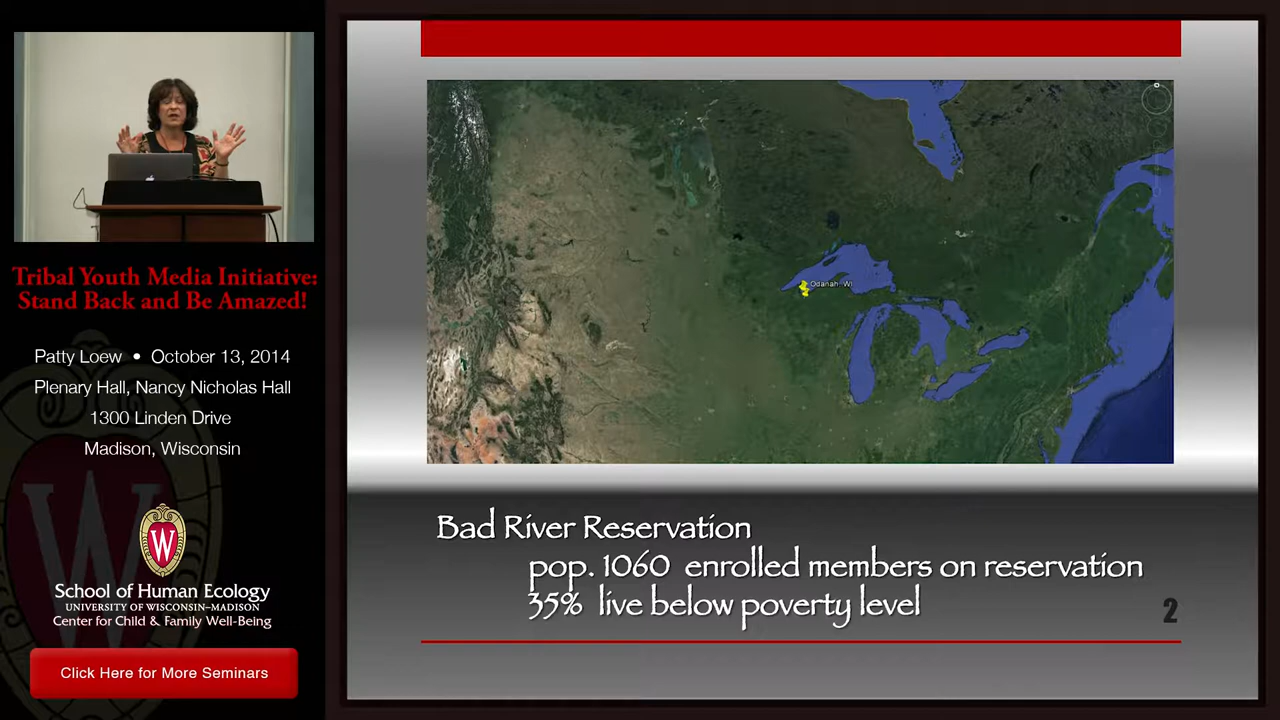 Tribal Youth Media Initiative:
Stand Back and Be Amazed!
Patty Loew • October 13, 2014
Plenary Hall, Nancy Nicholas Hall
1300 Linden Drive
Madison, Wisconsin
W
School of Human Ecology
UNIVERSITY OF WISCONSIN–MADISON
Center for Child & Family Well-Being
Click Here for More Seminars
Odanah, WI
Bad River Reservation
pop. 1060 enrolled members on reservation
35% live below poverty level
2